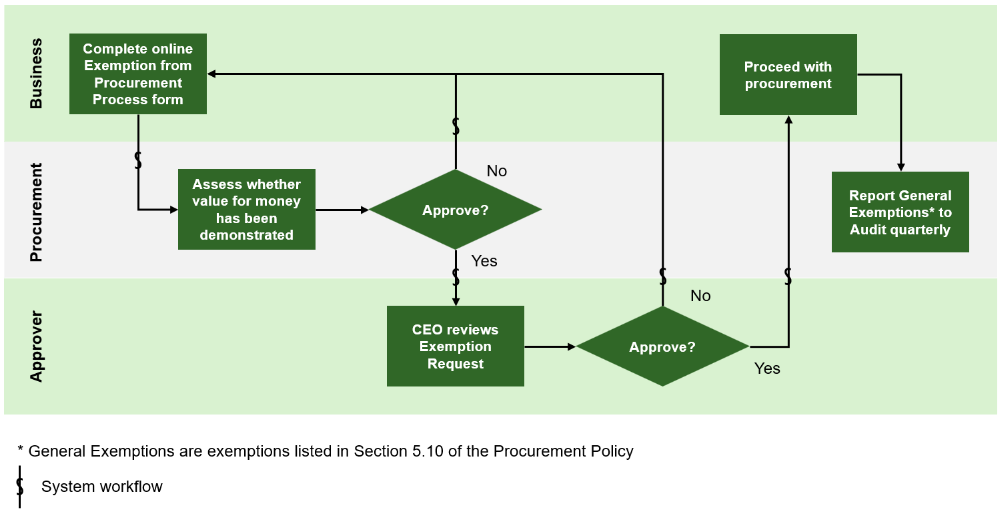 Business
Complete online
Exemption from
Procurement
Process form
Proceed with
procurement
Procurement
Assess whether
value for money
has been
demonstrated
Approve?
No
Yes
Report General
Exemptions* to
Audit quarterly
Approver
CEO reviews
Exemption
Request
Approve?
No
Yes
* General Exemptions are exemptions listed in Section 5.10 of the Procurement Policy
System workflow